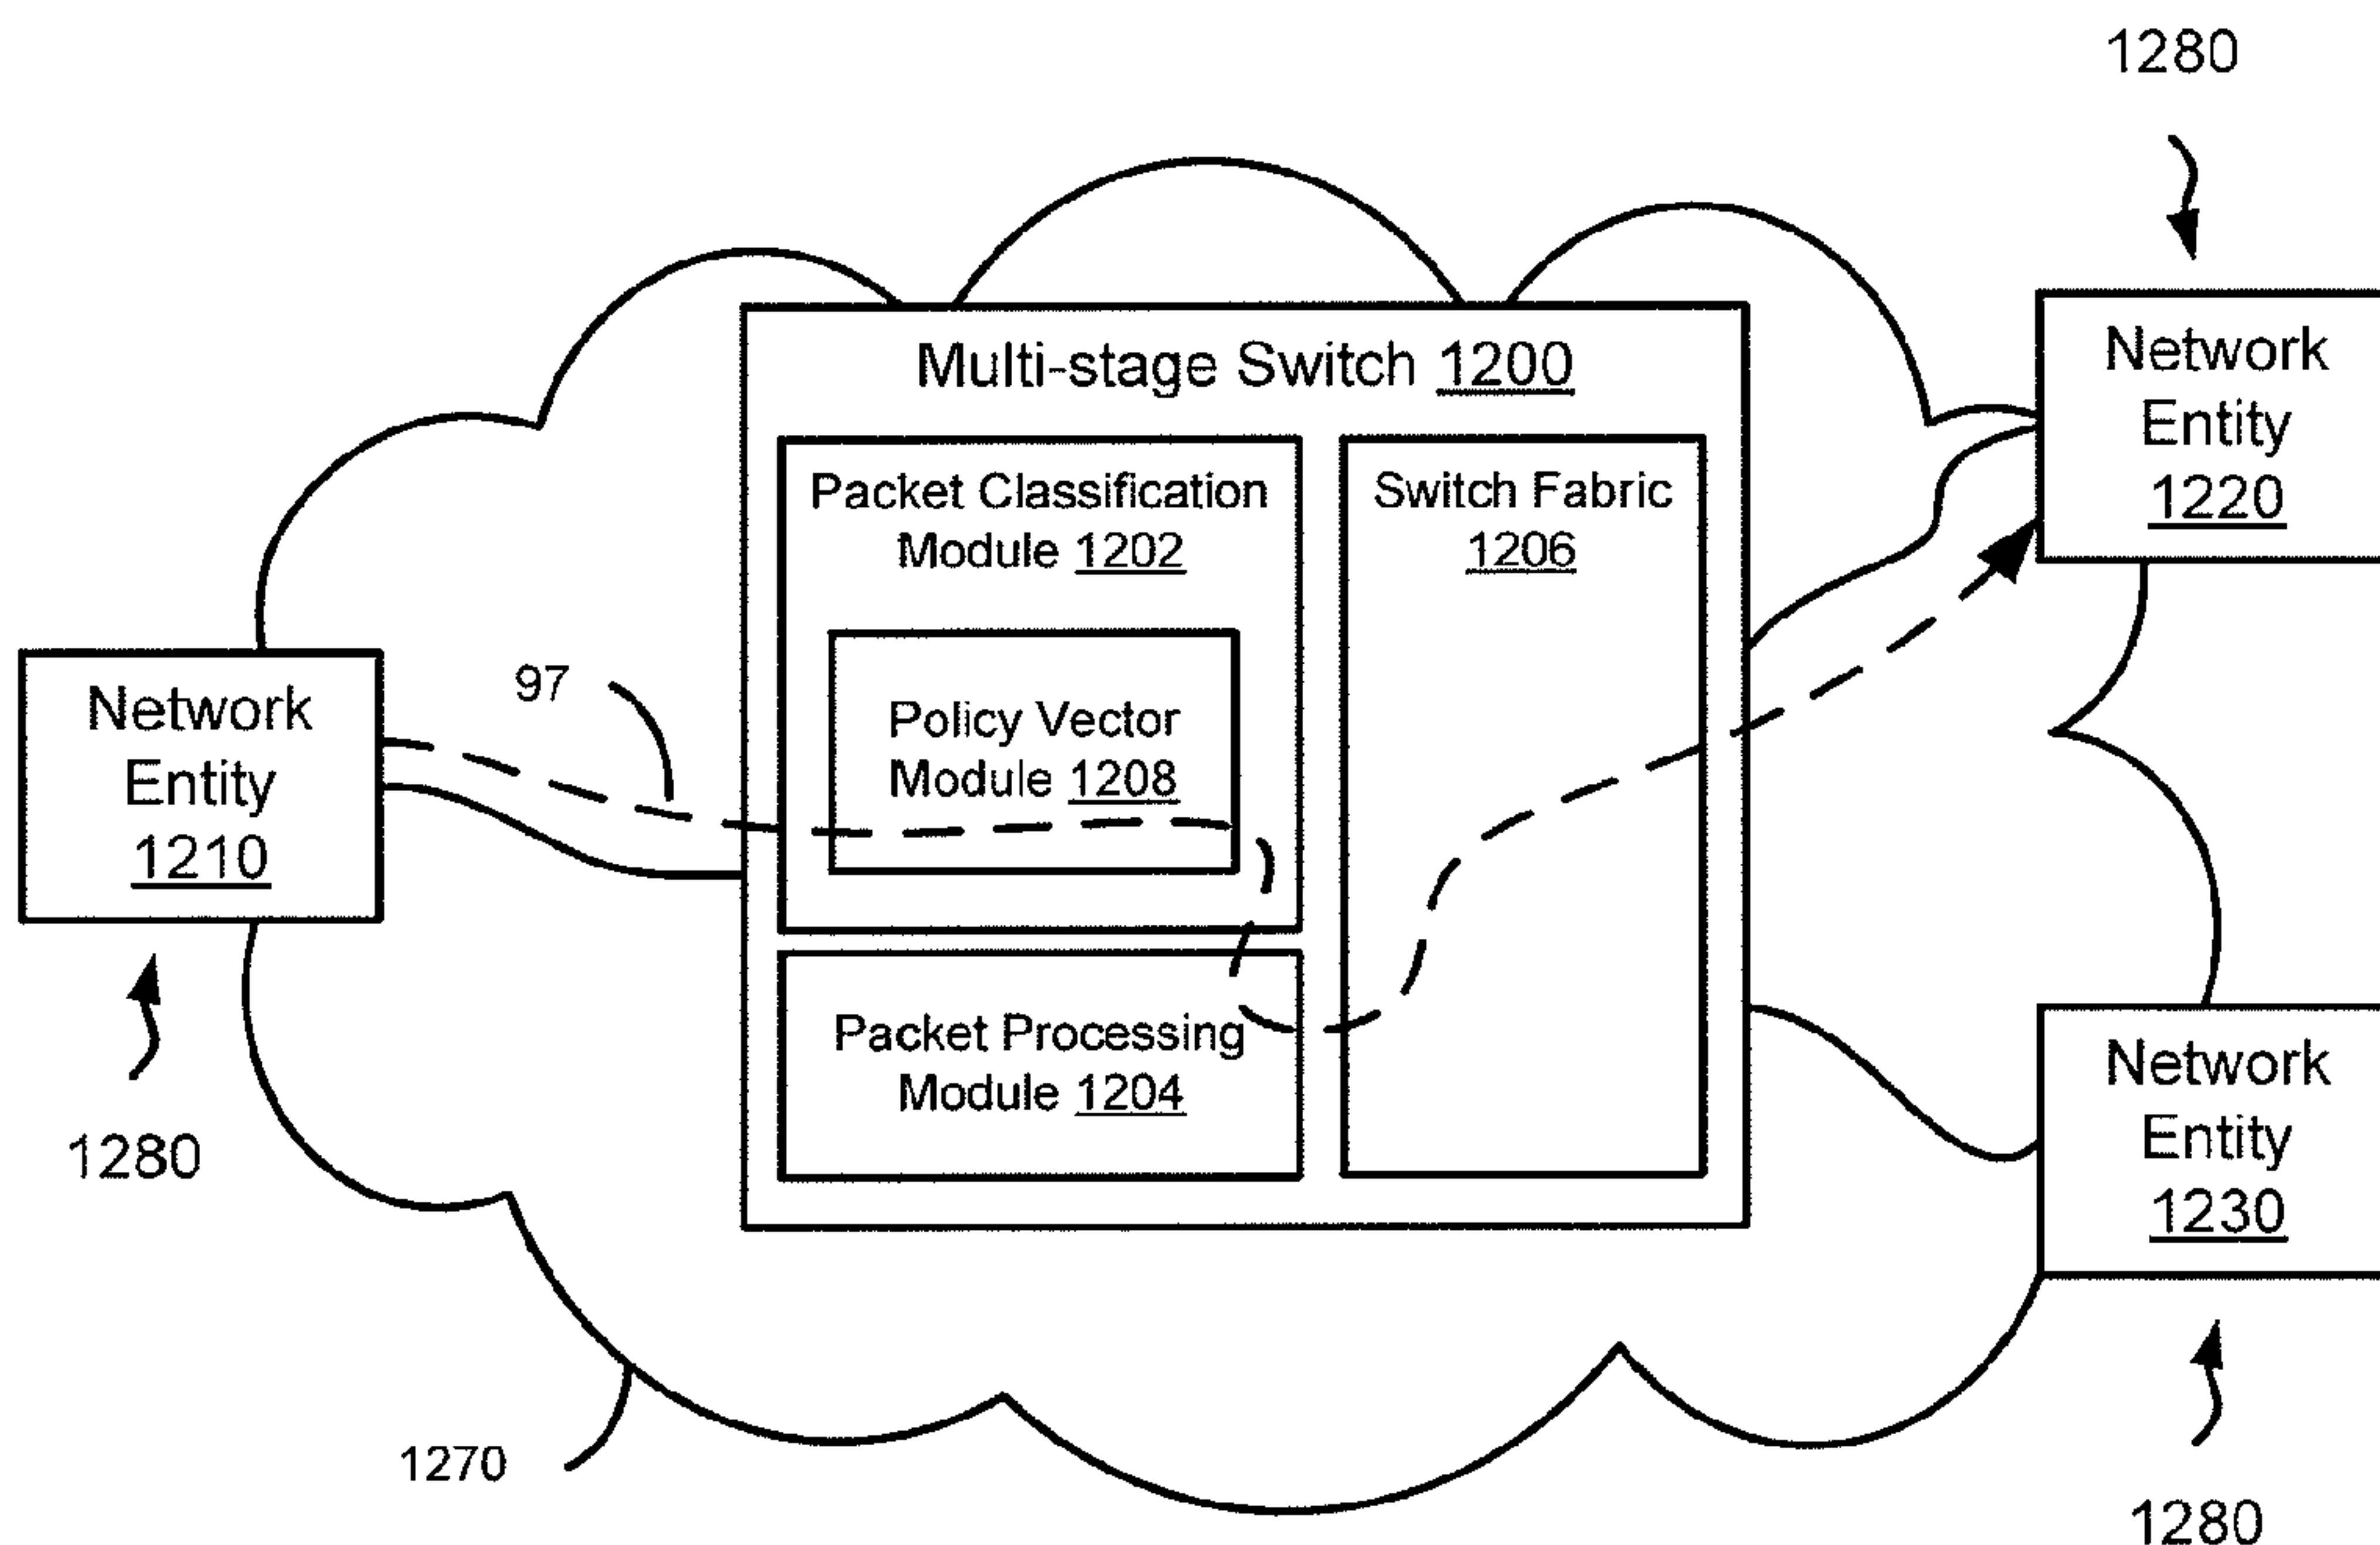 1280
Multi-stage Switch 1200
Network
Entity
1220
Packet Classification
Module 1202
Switch Fabric
1206
97
Network
Entity
1210
Policy Vector
Module 1208
Packet Processing
Module 1204
Network
Entity
1230
1280
1270
1280